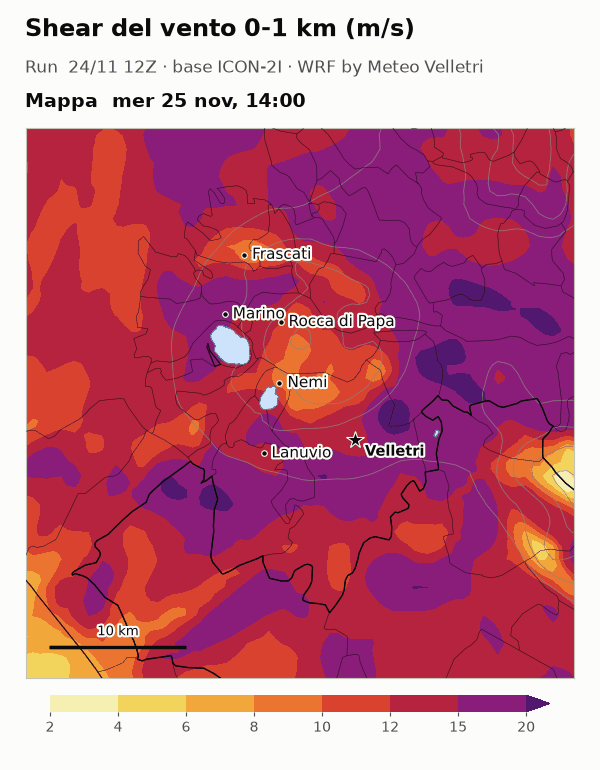 Shear del vento 0-1 km (m/s)
Run  24/11 12Z · base ICON-2I · WRF by Meteo Velletri
Mappa  mer 25 nov, 14:00
Frascati
Marino
Rocca di Papa
Nemi
Velletri
Lanuvio
10 km
2 4 6 8 10 12 15 20